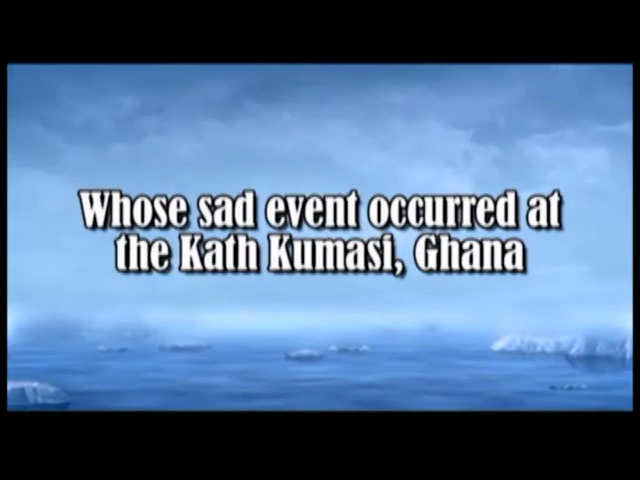 Whose sad event occurred at
the Kath Kumasi, Ghana